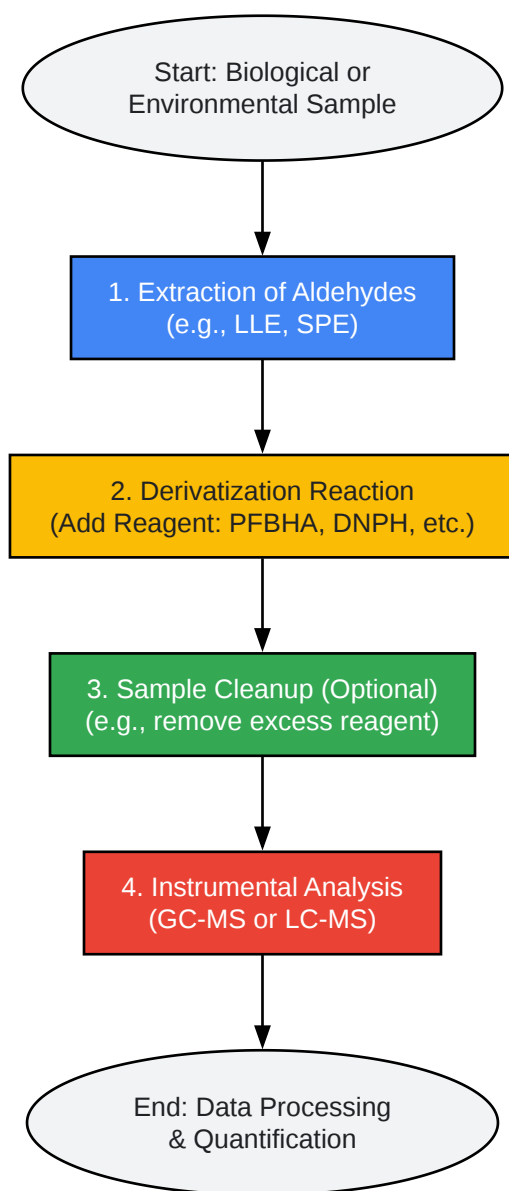 Start: Biological or
Environmental Sample
1. Extraction of Aldehydes
(e.g., LLE, SPE)
2. Derivatization Reaction
(Add Reagent: PFBHA, DNPH, etc.)
3. Sample Cleanup (Optional)
(e.g., remove excess reagent)
4. Instrumental Analysis
(GC-MS or LC-MS)
End: Data Processing
& Quantification